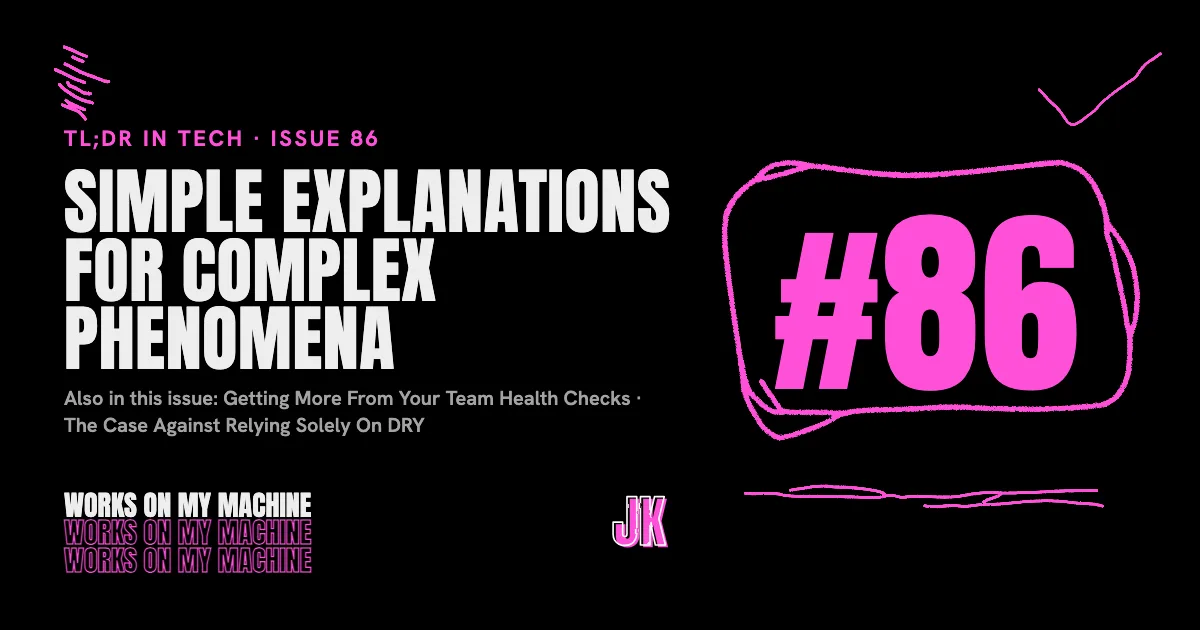 TL;DR IN TECH · ISSUE 86
SIMPLE EXPLANATIONS
FOR COMPLEX
PHENOMENA
Also in this issue: Getting More From Your Team Health Checks ·
The Case Against Relying Solely On DRY
#86
WORKS ON MY MACHINE
WORKS ON MY MACHINE
WORKS ON MY MACHINE
JK